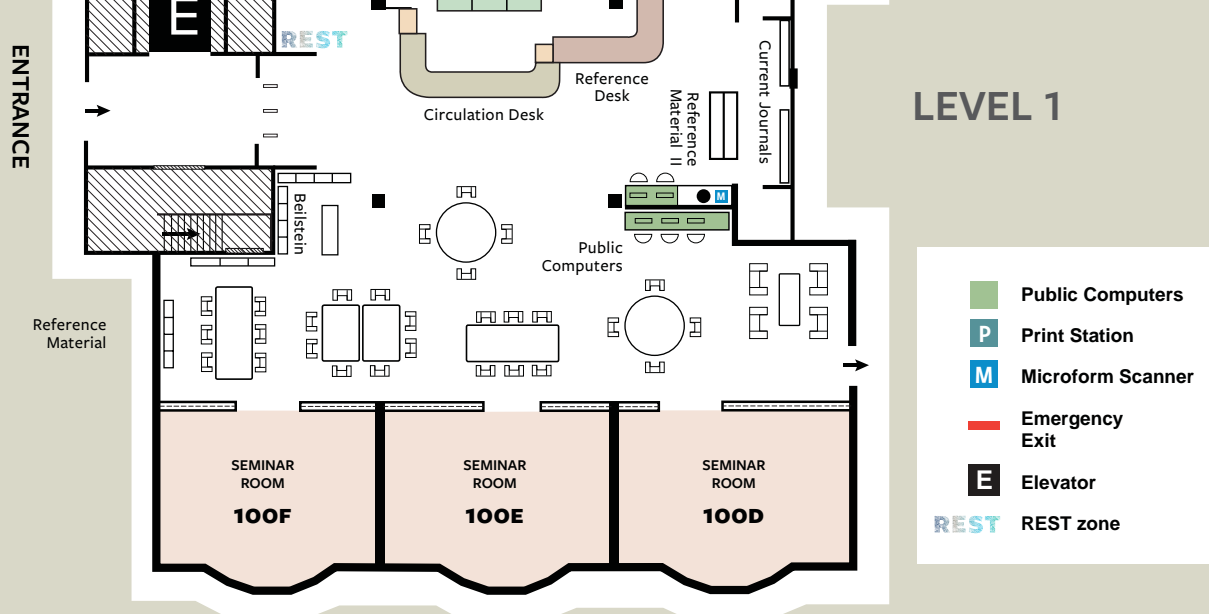 E
REST
ENTRANCE
Circulation Desk
Reference
Desk
Reference
Material II
Current Journals
LEVEL 1
M
Beilstein
Public
Computers
Reference
Material
Public Computers
P
Print Station
M
Microform Scanner
Emergency
Exit
E
Elevator
REST
REST zone
SEMINAR
ROOM
100F
SEMINAR
ROOM
100E
SEMINAR
ROOM
100D